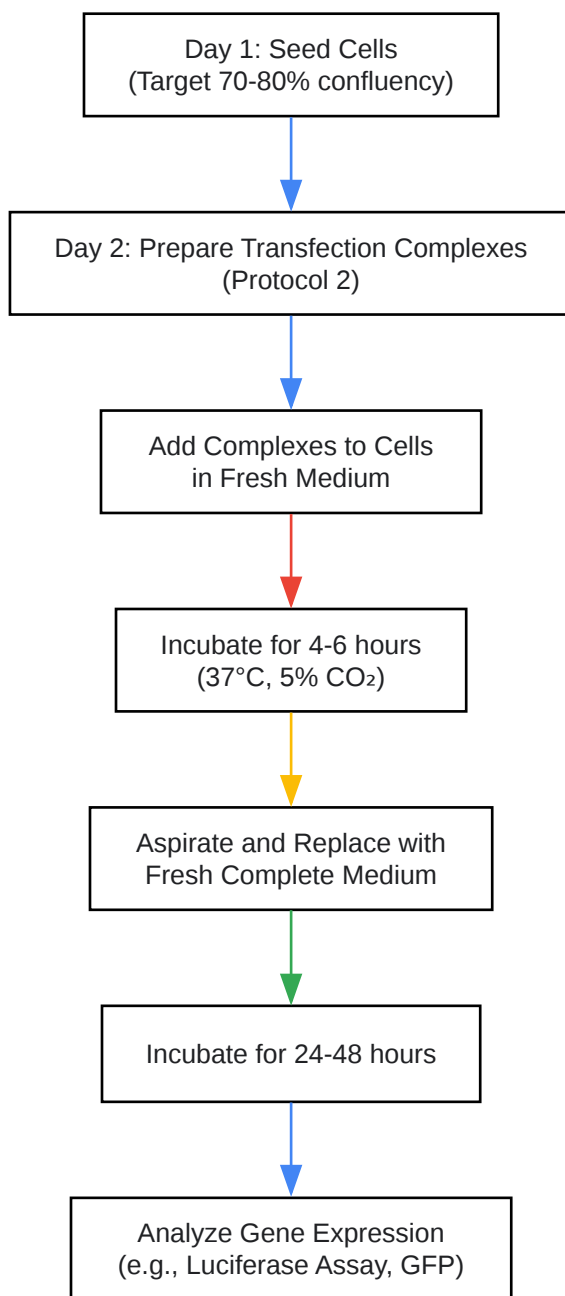 Day 1: Seed Cells
(Target 70-80% confluency)
Day 2: Prepare Transfection Complexes
(Protocol 2)
Add Complexes to Cells
in Fresh Medium
Incubate for 4-6 hours
(37°C, 5% CO₂)
Aspirate and Replace with
Fresh Complete Medium
Incubate for 24-48 hours
Analyze Gene Expression
(e.g., Luciferase Assay, GFP)